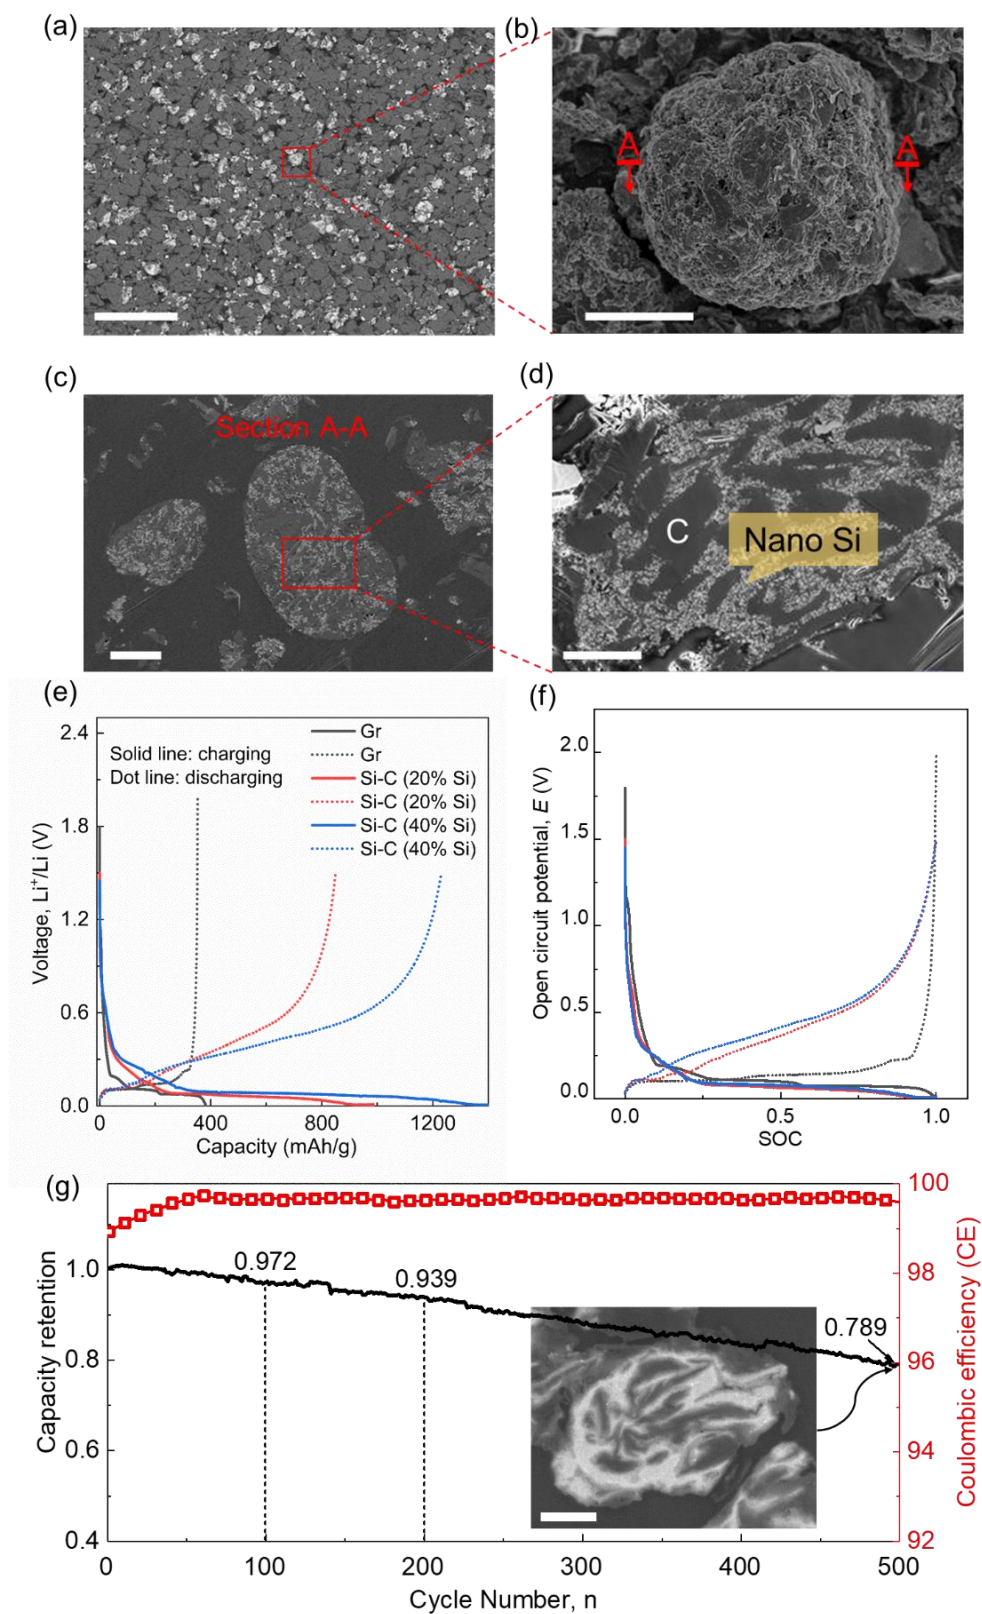 (a)
(b)
A
A
(c)
Section A-A
(d)
C
Nano Si
(e)
2.4
1.8
1.2
0.6
0.0
Voltage, Li⁺/Li (V)
Solid line: charging
Dot line: discharging
Gr
Gr
Si-C (20% Si)
Si-C (20% Si)
Si-C (40% Si)
Si-C (40% Si)
0
400
800
1200
Capacity (mAh/g)
(f)
2.0
1.5
1.0
0.5
0.0
Open circuit potential, E (V)
0.0
0.5
1.0
SOC
(g)
1.0
0.8
0.6
0.4
Capacity retention
0.972
0.939
0.789
100
98
96
94
92
Coulombic efficiency (CE)
0
100
200
300
400
500
Cycle Number, n